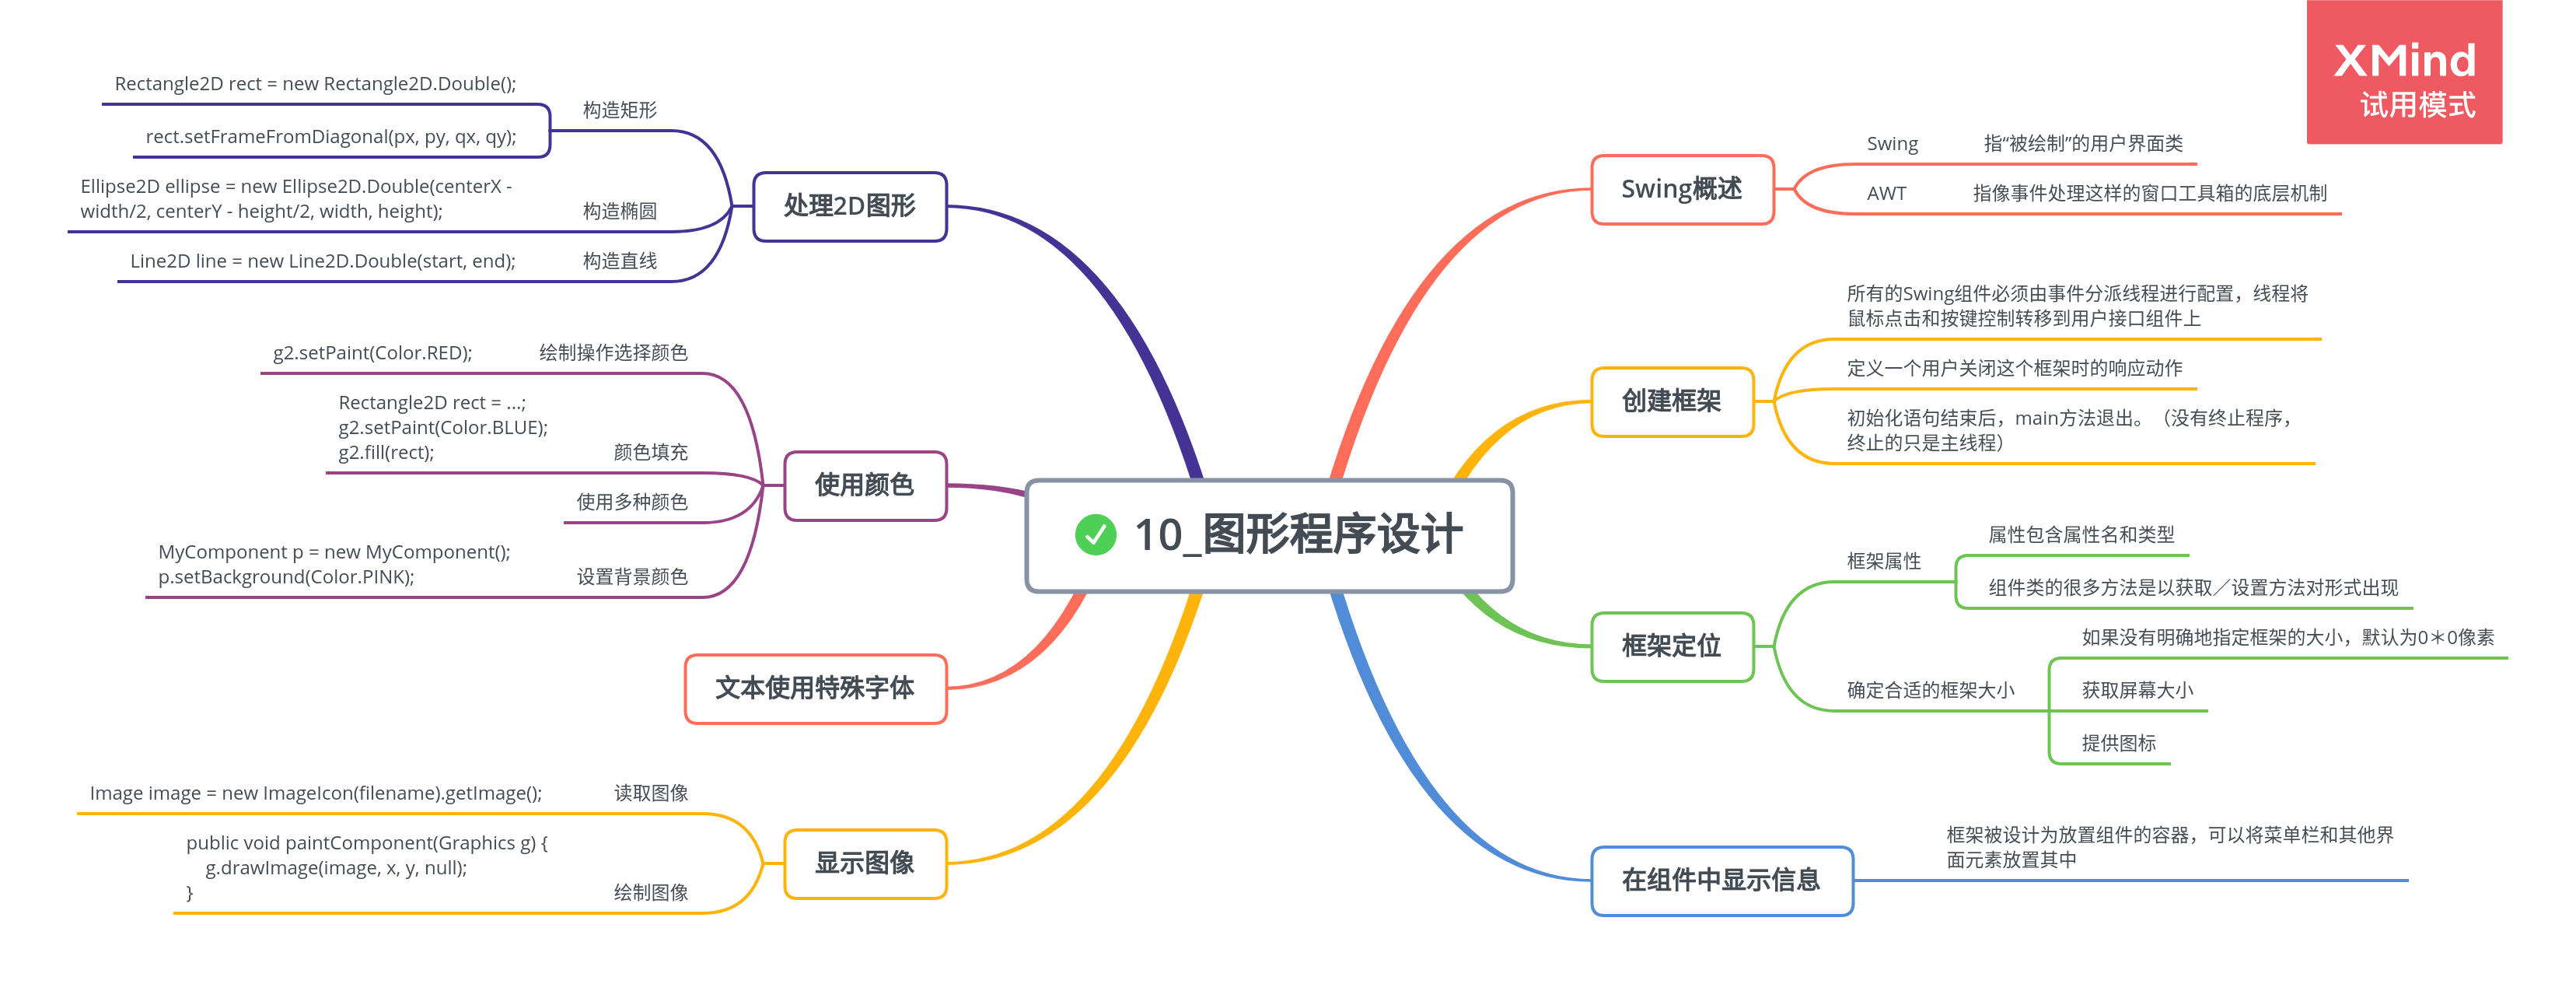 XMind
试用模式
10_图形程序设计
Swing概述
Swing
指“被绘制”的用户界面类
AWT
指像事件处理这样的窗口工具箱的底层机制
创建框架
所有的Swing组件必须由事件分派线程进行配置，线程将
鼠标点击和按键控制转移到用户接口组件上
定义一个用户关闭这个框架时的响应动作
初始化语句结束后，main方法退出。（没有终止程序，
终止的只是主线程）
框架定位
框架属性
属性包含属性名和类型
组件类的很多方法是以获取／设置方法对形式出现
确定合适的框架大小
如果没有明确地指定框架的大小，默认为0＊0像素
获取屏幕大小
提供图标
在组件中显示信息
框架被设计为放置组件的容器，可以将菜单栏和其他界
面元素放置其中
处理2D图形
构造矩形
Rectangle2D rect = new Rectangle2D.Double();
rect.setFrameFromDiagonal(px, py, qx, qy);
构造椭圆
Ellipse2D ellipse = new Ellipse2D.Double(centerX -
width/2, centerY - height/2, width, height);
构造直线
Line2D line = new Line2D.Double(start, end);
使用颜色
绘制操作选择颜色
g2.setPaint(Color.RED);
颜色填充
Rectangle2D rect = ...;
g2.setPaint(Color.BLUE);
g2.fill(rect);
使用多种颜色
设置背景颜色
MyComponent p = new MyComponent();
p.setBackground(Color.PINK);
文本使用特殊字体
显示图像
读取图像
Image image = new ImageIcon(filename).getImage();
绘制图像
public void paintComponent(Graphics g) {
g.drawImage(image, x, y, null);
}